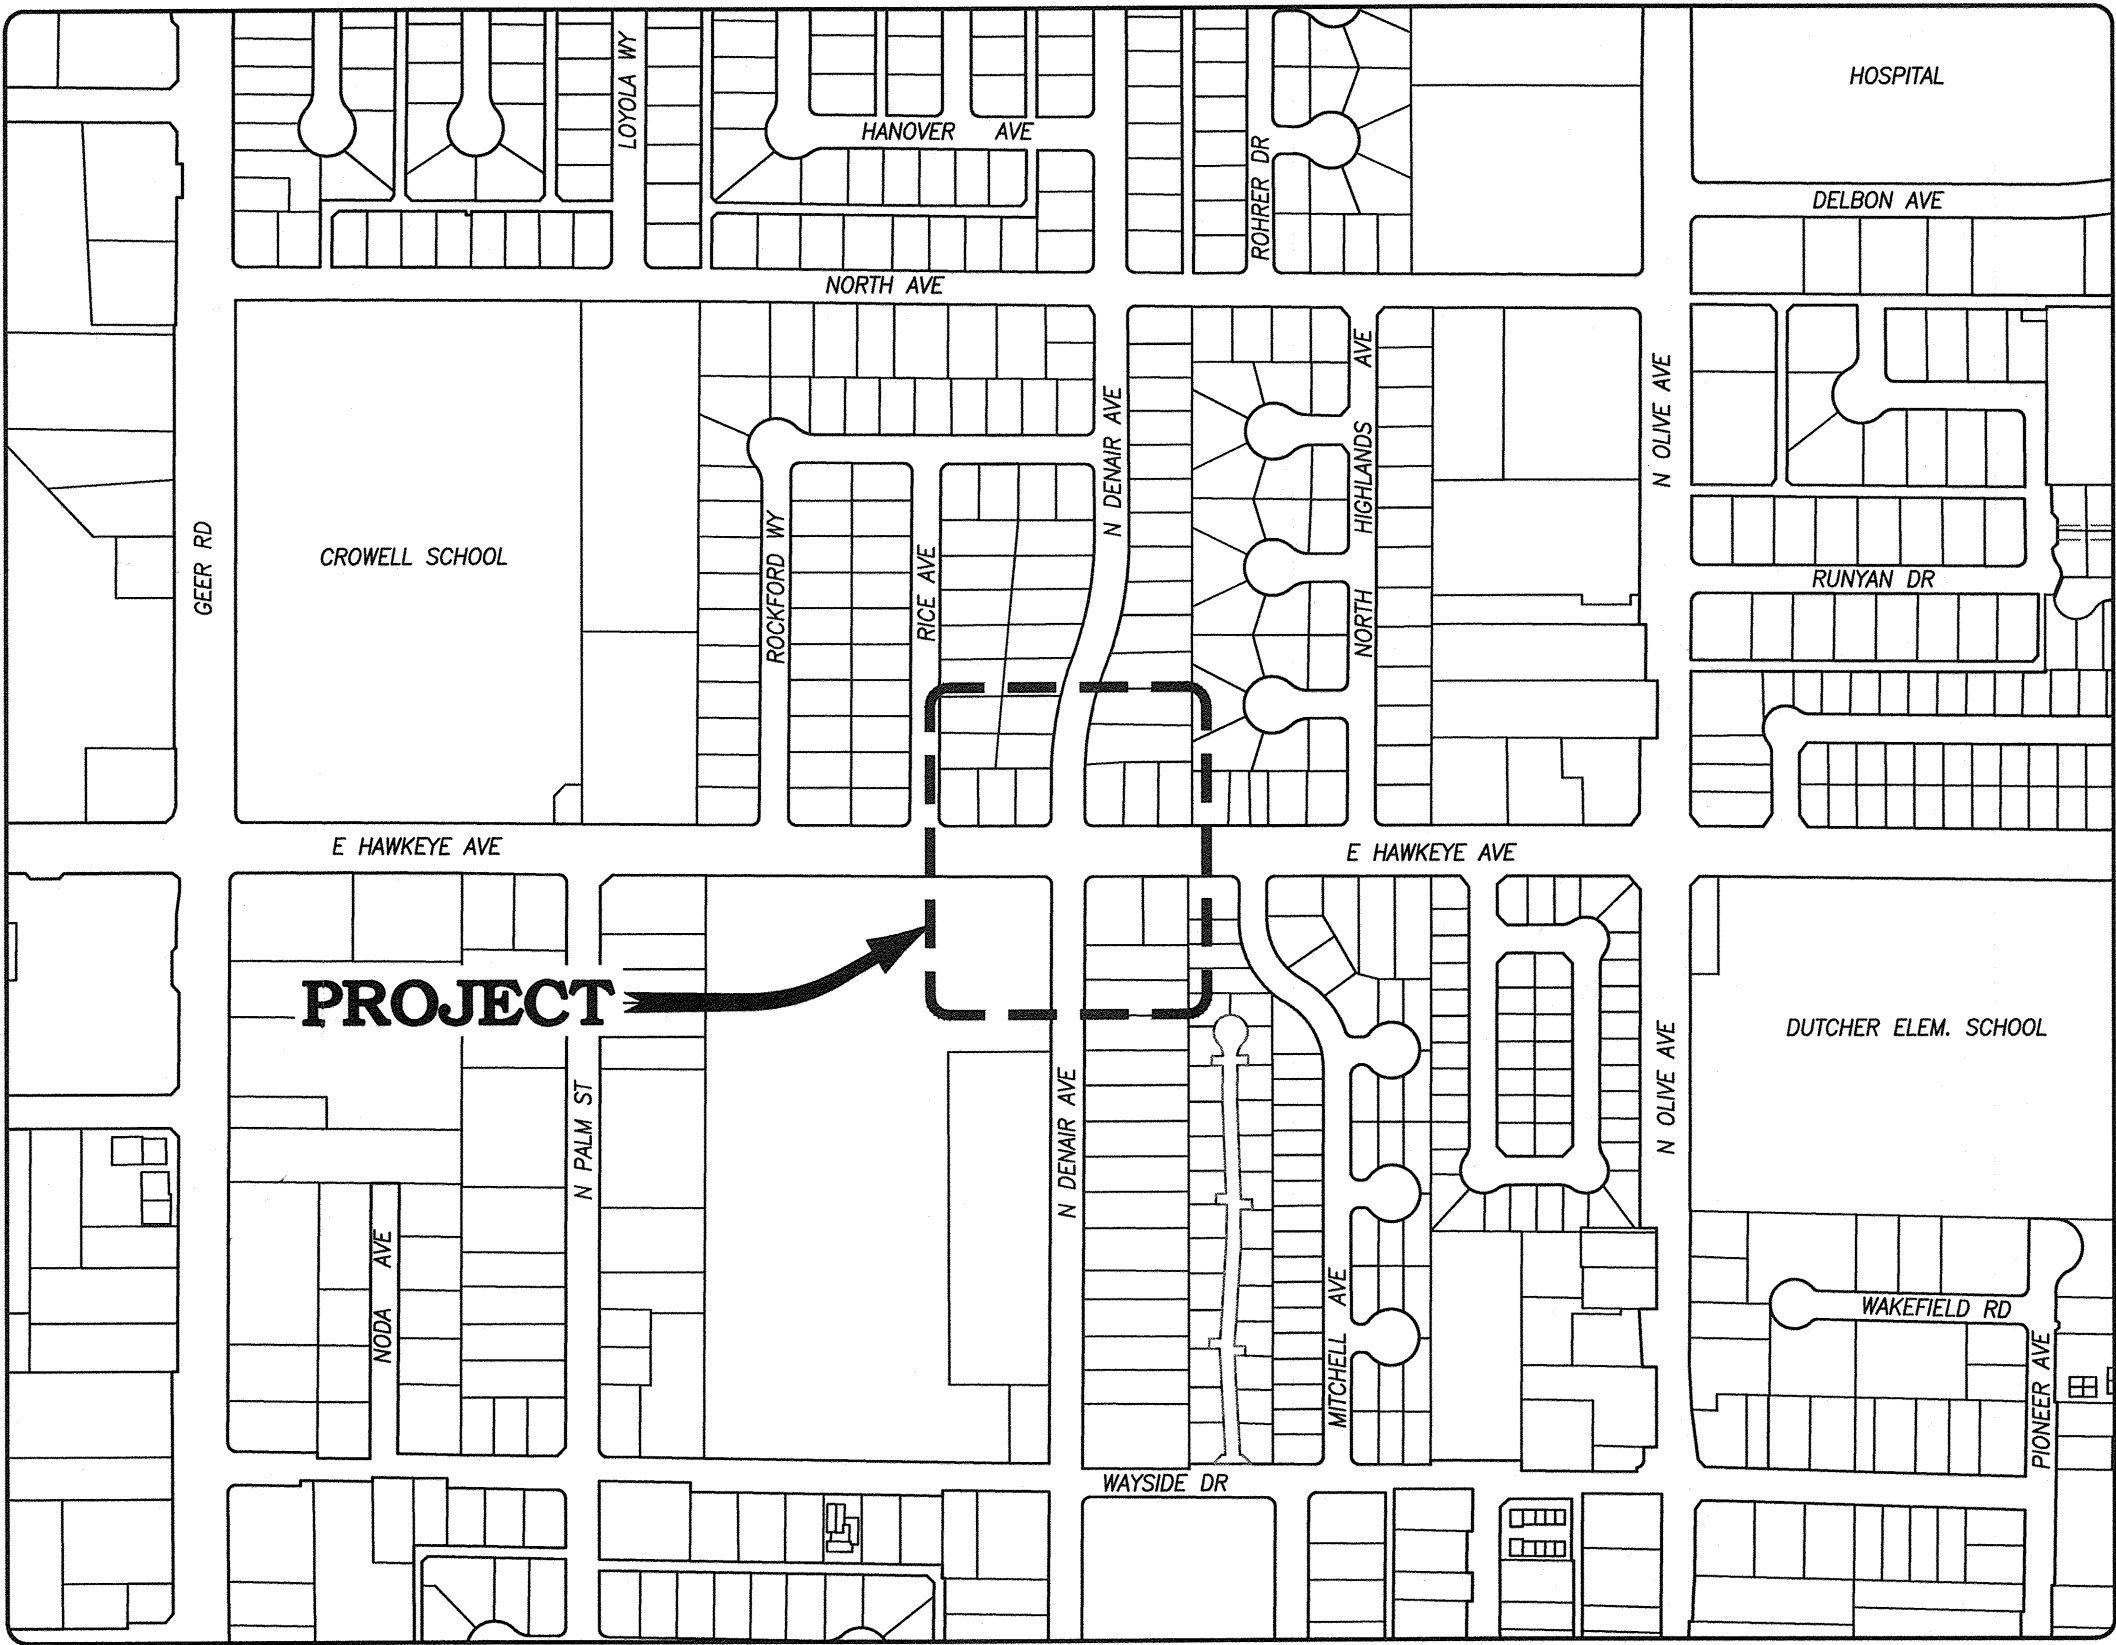 HOSPITAL
LOYOLA WY
HANOVER AVE
ROHRER DR
DELBON AVE
NORTH AVE
N DENAIR AVE
NORTH HIGHLANDS AVE
N OLIVE AVE
GEER RD
CROWELL SCHOOL
ROCKFORD WY
RICE AVE
RUNYAN DR
E HAWKEYE AVE
E HAWKEYE AVE
PROJECT
DUTCHER ELEM. SCHOOL
N PALM ST
N DENAIR AVE
N OLIVE AVE
NODA AVE
MITCHELL AVE
WAKEFIELD RD
PIONEER AVE
WAYSIDE DR